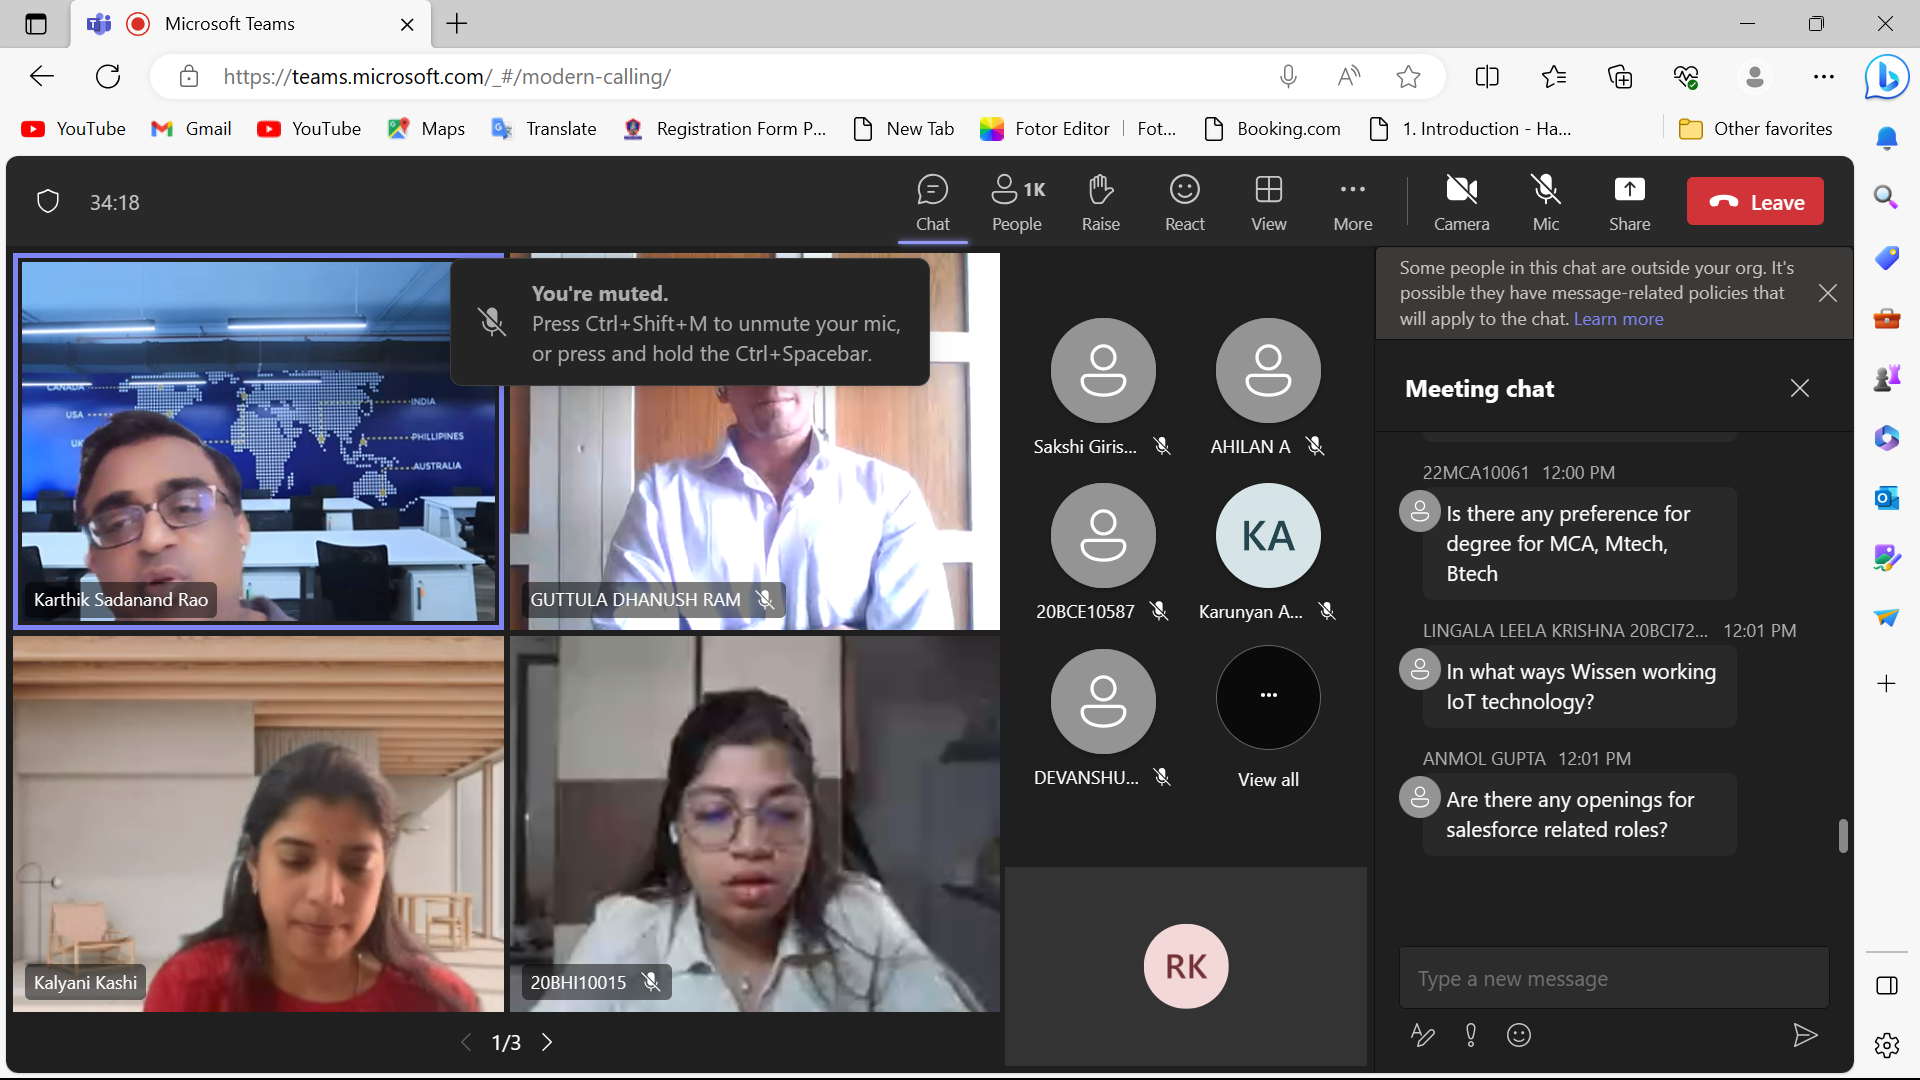 Microsoft Teams
https://teams.microsoft.com/_#/modern-calling/
YouTube
Gmail
YouTube
Maps
Translate
Registration Form P...
New Tab
Fotor Editor | Fot...
Booking.com
1. Introduction - Ha...
Other favorites
34:18
Chat
1K
People
Raise
React
View
More
Camera
Mic
Share
Leave
You're muted.
Press Ctrl+Shift+M to unmute your mic,
or press and hold the Ctrl+Spacebar.
CANADA
USA
UK
INDIA
PHILLIPINES
AUSTRALIA
Karthik Sadanand Rao
GUTTULA DHANUSH RAM
Kalyani Kashi
20BHI10015
1/3
Sakshi Giris...
AHILAN A
20BCE10587
KA
Karunyan A...
DEVANSHU...
View all
RK
Some people in this chat are outside your org. It's
possible they have message-related policies that
will apply to the chat. Learn more
Meeting chat
22MCA10061 12:00 PM
Is there any preference for
degree for MCA, Mtech,
Btech
LINGALA LEELA KRISHNA 20BCI72... 12:01 PM
In what ways Wissen working
IoT technology?
ANMOL GUPTA 12:01 PM
Are there any openings for
salesforce related roles?
Type a new message